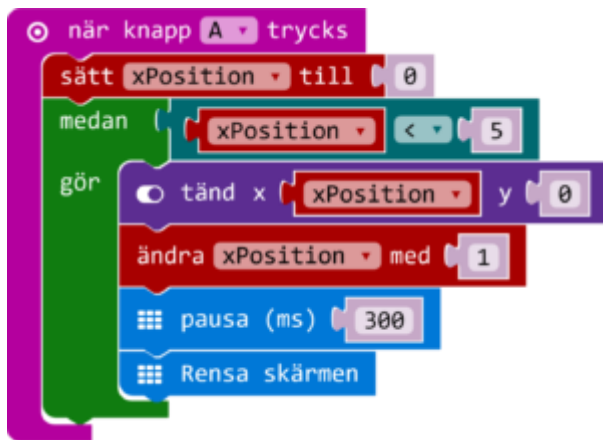 när knapp A trycks
sätt xPosition till 0
medan xPosition < 5
gör tänd x xPosition y 0
ändra xPosition med 1
pausa (ms) 300
Rensa skärmen